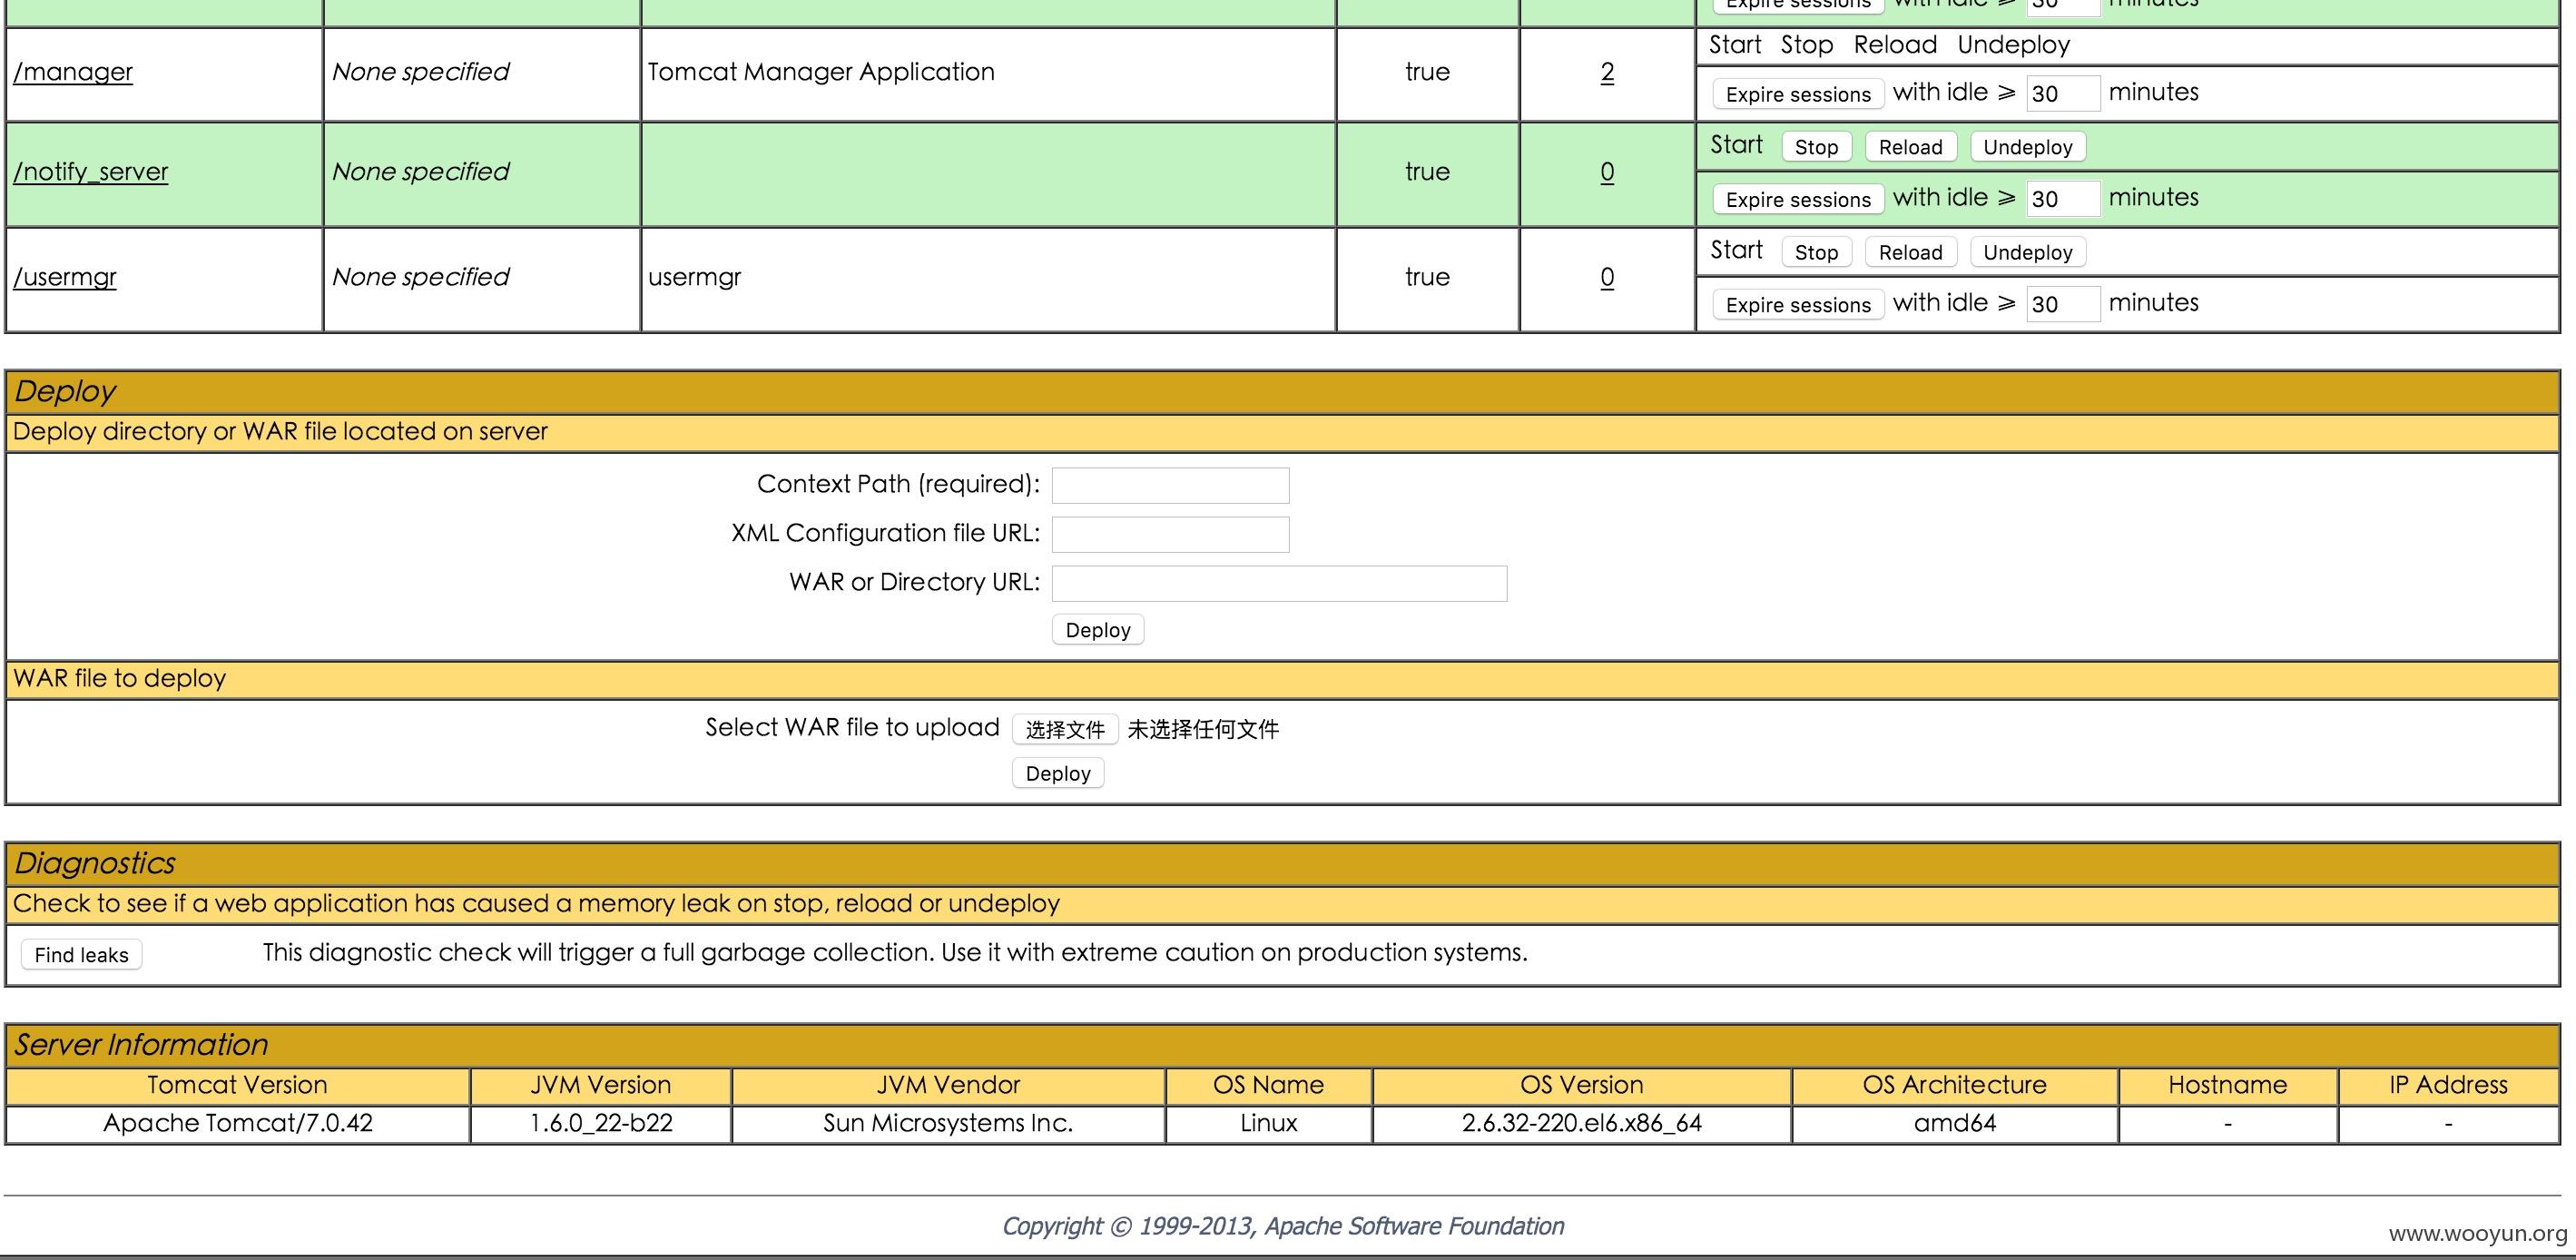 Expire sessions with idle ≥ 30 minutes
/manager None specified Tomcat Manager Application true 2 Start Stop Reload Undeploy
Expire sessions with idle ≥ 30 minutes
/notify_server None specified true 0 Start Stop Reload Undeploy
Expire sessions with idle ≥ 30 minutes
/usermgr None specified usermgr true 0 Start Stop Reload Undeploy
Expire sessions with idle ≥ 30 minutes
Deploy
Deploy directory or WAR file located on server
Context Path (required):
XML Configuration file URL:
WAR or Directory URL:
Deploy
WAR file to deploy
Select WAR file to upload 选择文件 未选择任何文件
Deploy
Diagnostics
Check to see if a web application has caused a memory leak on stop, reload or undeploy
Find leaks This diagnostic check will trigger a full garbage collection. Use it with extreme caution on production systems.
Server Information
Tomcat Version JVM Version JVM Vendor OS Name OS Version OS Architecture Hostname IP Address
Apache Tomcat/7.0.42 1.6.0_22-b22 Sun Microsystems Inc. Linux 2.6.32-220.el6.x86_64 amd64 - -
Copyright © 1999-2013, Apache Software Foundation
www.wooyun.org